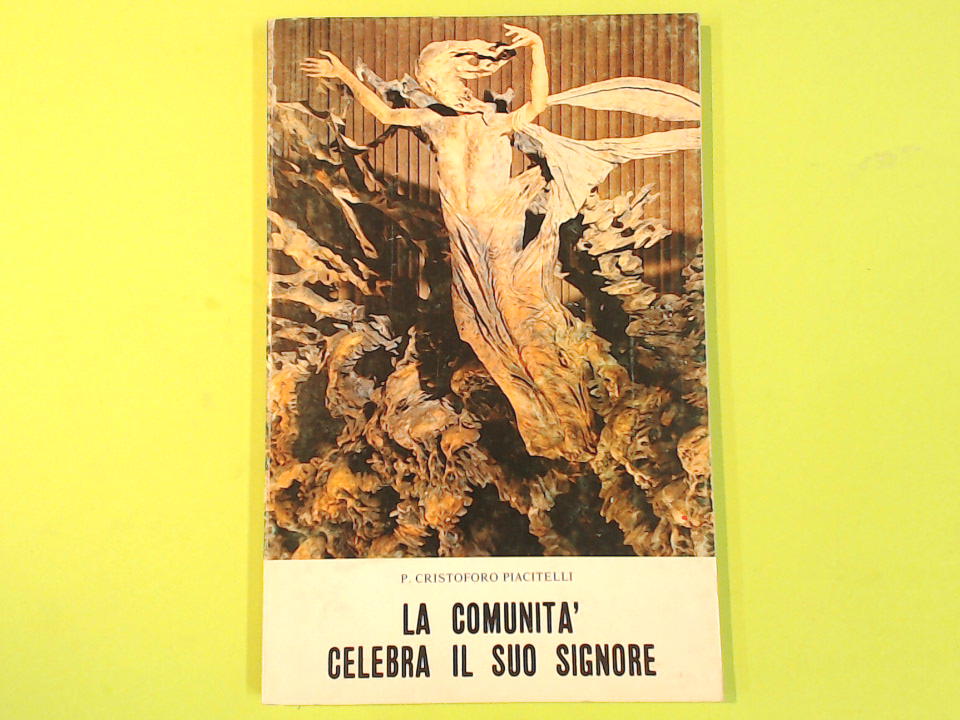 P. CRISTOFORO PIACITELLI
LA COMUNITA'
CELEBRA IL SUO SIGNORE